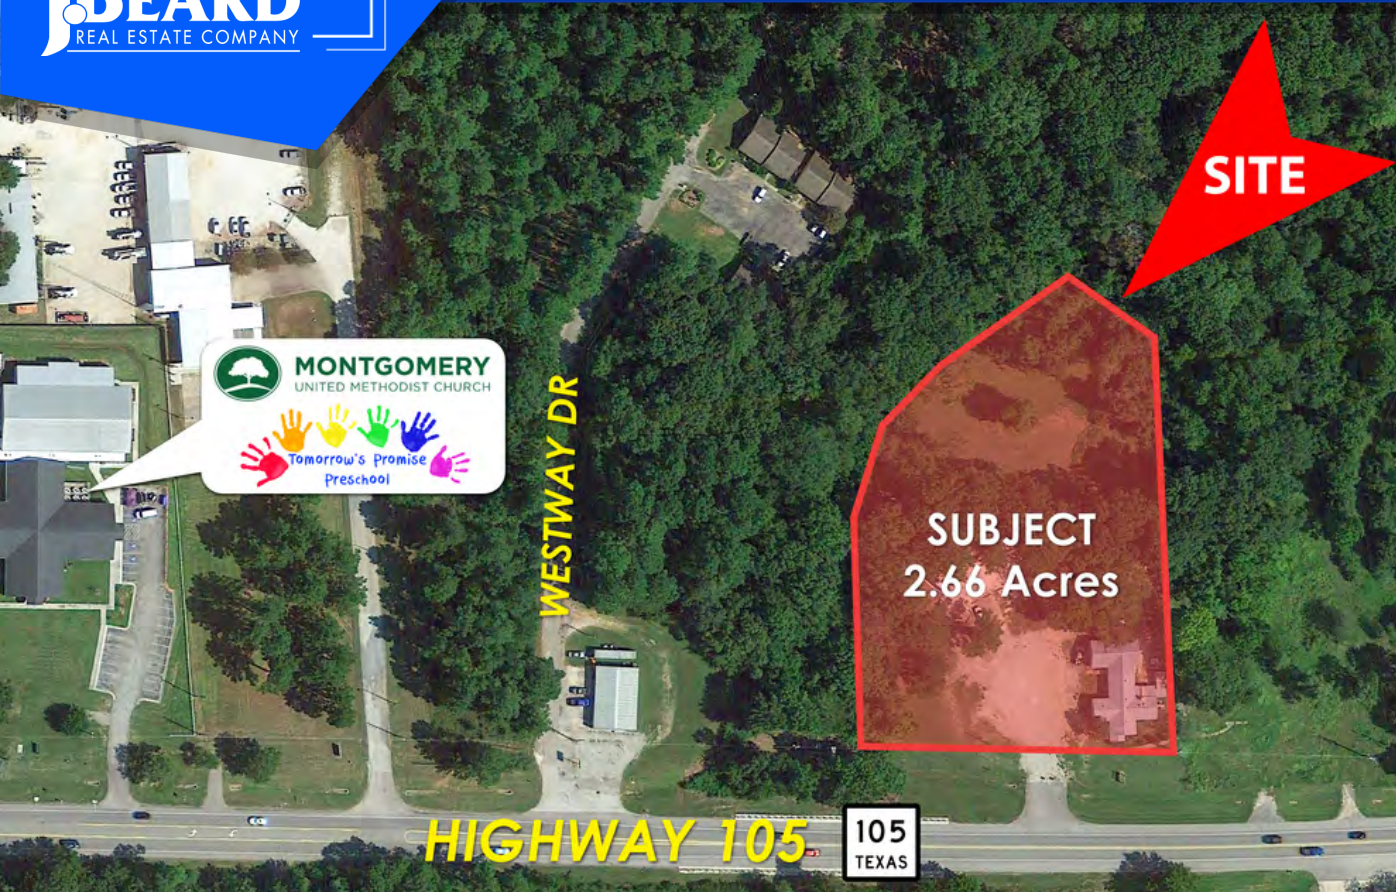 BEARD
REAL ESTATE COMPANY
SITE
MONTGOMERY
UNITED METHODIST CHURCH
Tomorrow's Promise
Preschool
WESTWAY DR
SUBJECT
2.66 Acres
HIGHWAY 105
105
TEXAS